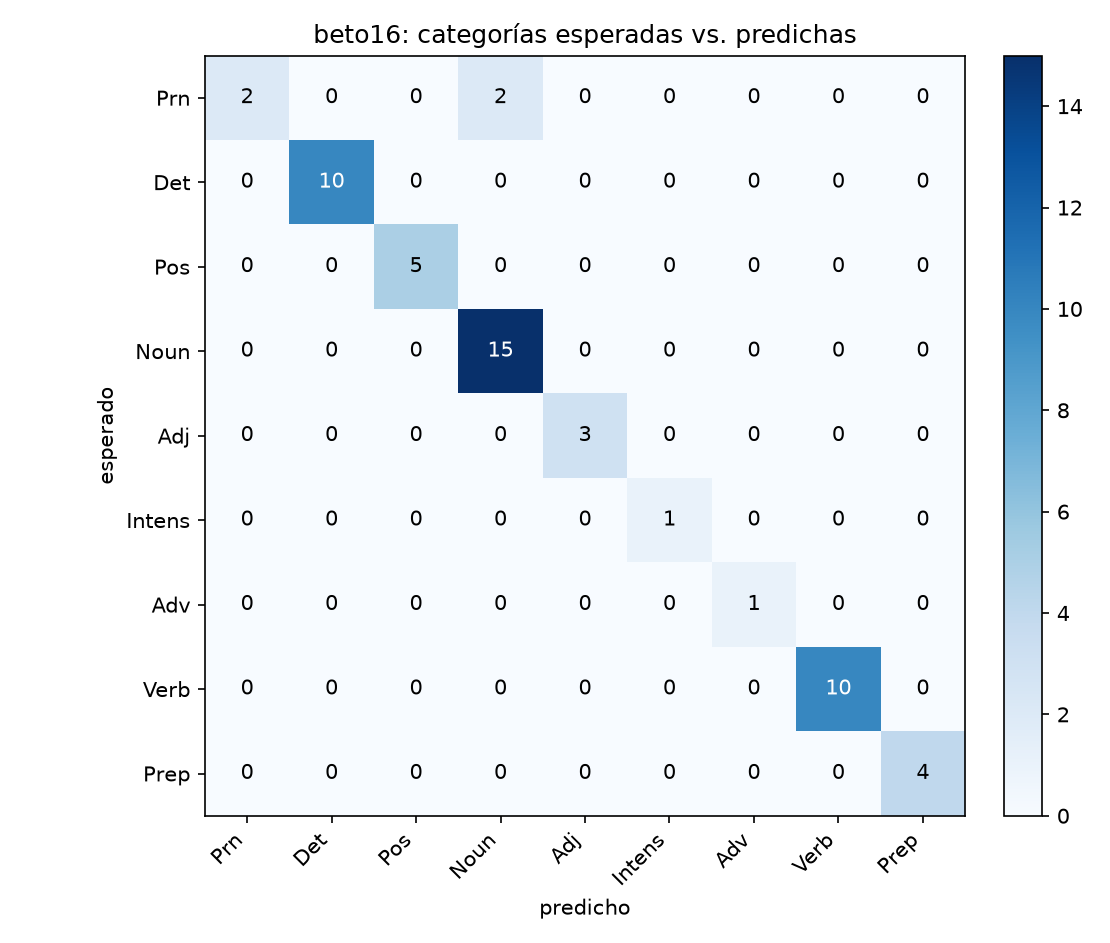 beto16: categorías esperadas vs. predichas
Prn 2 0 0 2 0 0 0 0 0
Det 0 10 0 0 0 0 0 0 0
Pos 0 0 5 0 0 0 0 0 0
Noun 0 0 0 15 0 0 0 0 0
Adj 0 0 0 0 3 0 0 0 0
Intens 0 0 0 0 0 1 0 0 0
Adv 0 0 0 0 0 0 1 0 0
Verb 0 0 0 0 0 0 0 10 0
Prep 0 0 0 0 0 0 0 0 4
esperado
Prn Det Pos Noun Adj Intens Adv Verb Prep
predicho
14
12
10
8
6
4
2
0